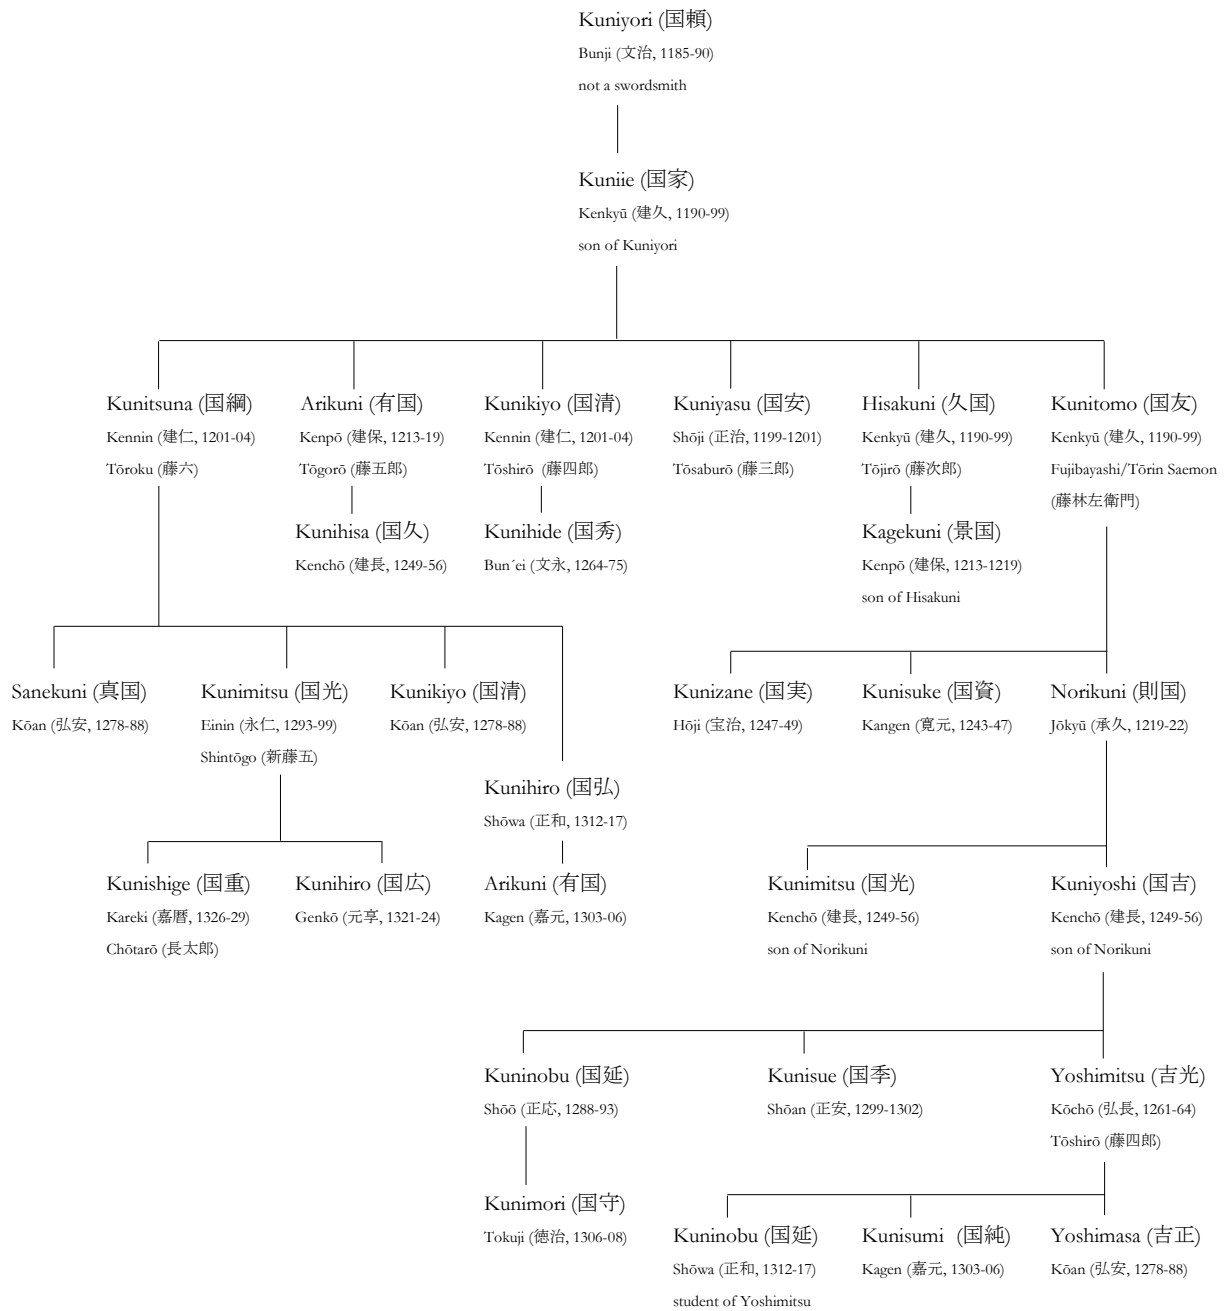 Kuniyori (国頼)
Bunji (文治, 1185-90)
not a swordsmith
Kuniie (国家)
Kenkyū (建久, 1190-99)
son of Kuniyori
Kunitsuna (国綱)
Kennin (建仁, 1201-04)
Tōroku (藤六)
Arikuni (有国)
Kenpō (建保, 1213-19)
Tōgorō (藤五郎)
Kunikiyo (国清)
Kennin (建仁, 1201-04)
Tōshirō (藤四郎)
Kuniyasu (国安)
Shōji (正治, 1199-1201)
Tōsaburō (藤三郎)
Hisakuni (久国)
Kenkyū (建久, 1190-99)
Tōjirō (藤次郎)
Kunitomo (国友)
Kenkyū (建久, 1190-99)
Fujibayashi/Tōrin Saemon
(藤林左衛門)
Kunihisa (国久)
Kenchō (建長, 1249-56)
Kunihide (国秀)
Bun´ei (文永, 1264-75)
Kagekuni (景国)
Kenpō (建保, 1213-1219)
son of Hisakuni
Sanekuni (真国)
Kōan (弘安, 1278-88)
Kunimitsu (国光)
Einin (永仁, 1293-99)
Shintōgo (新藤五)
Kunikiyo (国清)
Kōan (弘安, 1278-88)
Kunizane (国実)
Hōji (宝治, 1247-49)
Kunisuke (国資)
Kangen (寛元, 1243-47)
Norikuni (則国)
Jōkyū (承久, 1219-22)
Kunihiro (国弘)
Shōwa (正和, 1312-17)
Kunishige (国重)
Kareki (嘉暦, 1326-29)
Chōtarō (長太郎)
Kunihiro (国広)
Genkō (元享, 1321-24)
Arikuni (有国)
Kagen (嘉元, 1303-06)
Kunimitsu (国光)
Kenchō (建長, 1249-56)
son of Norikuni
Kuniyoshi (国吉)
Kenchō (建長, 1249-56)
son of Norikuni
Kuninobu (国延)
Shōō (正応, 1288-93)
Kunisue (国季)
Shōan (正安, 1299-1302)
Yoshimitsu (吉光)
Kōchō (弘長, 1261-64)
Tōshirō (藤四郎)
Kunimori (国守)
Tokuji (徳治, 1306-08)
Kuninobu (国延)
Shōwa (正和, 1312-17)
student of Yoshimitsu
Kunisumi (国純)
Kagen (嘉元, 1303-06)
Yoshimasa (吉正)
Kōan (弘安, 1278-88)